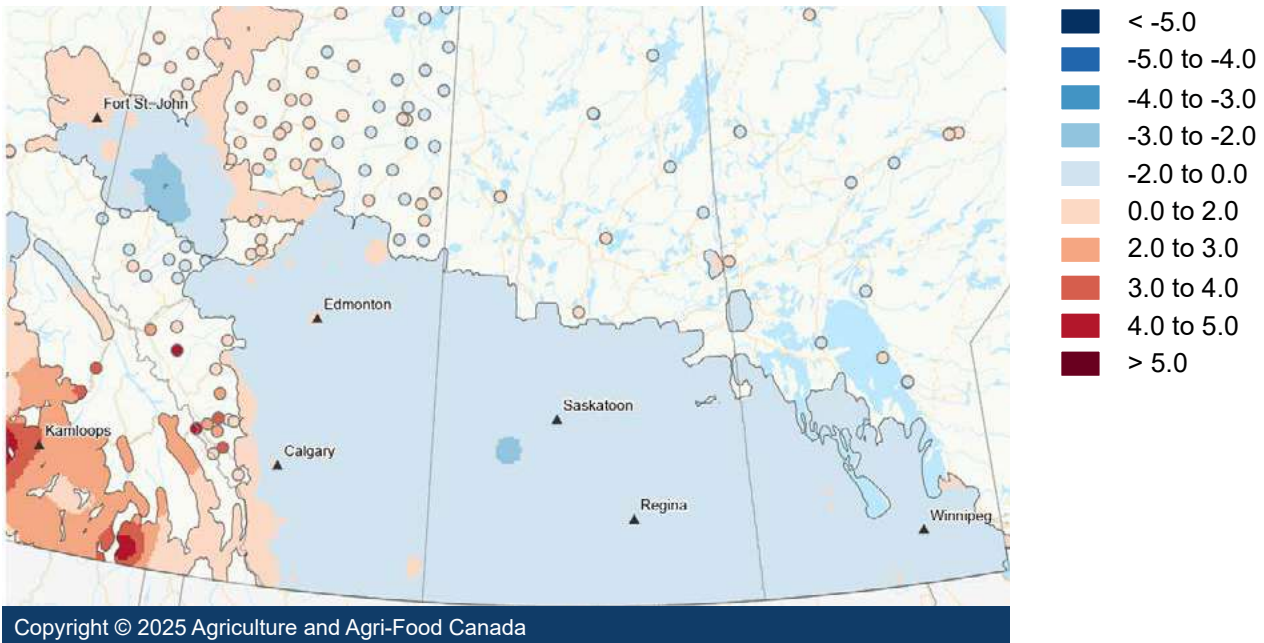 Fort St. John
Edmonton
Saskatoon
Kamloops
Calgary
Regina
Winnipeg
< -5.0
-5.0 to -4.0
-4.0 to -3.0
-3.0 to -2.0
-2.0 to 0.0
0.0 to 2.0
2.0 to 3.0
3.0 to 4.0
4.0 to 5.0
> 5.0
Copyright © 2025 Agriculture and Agri-Food Canada